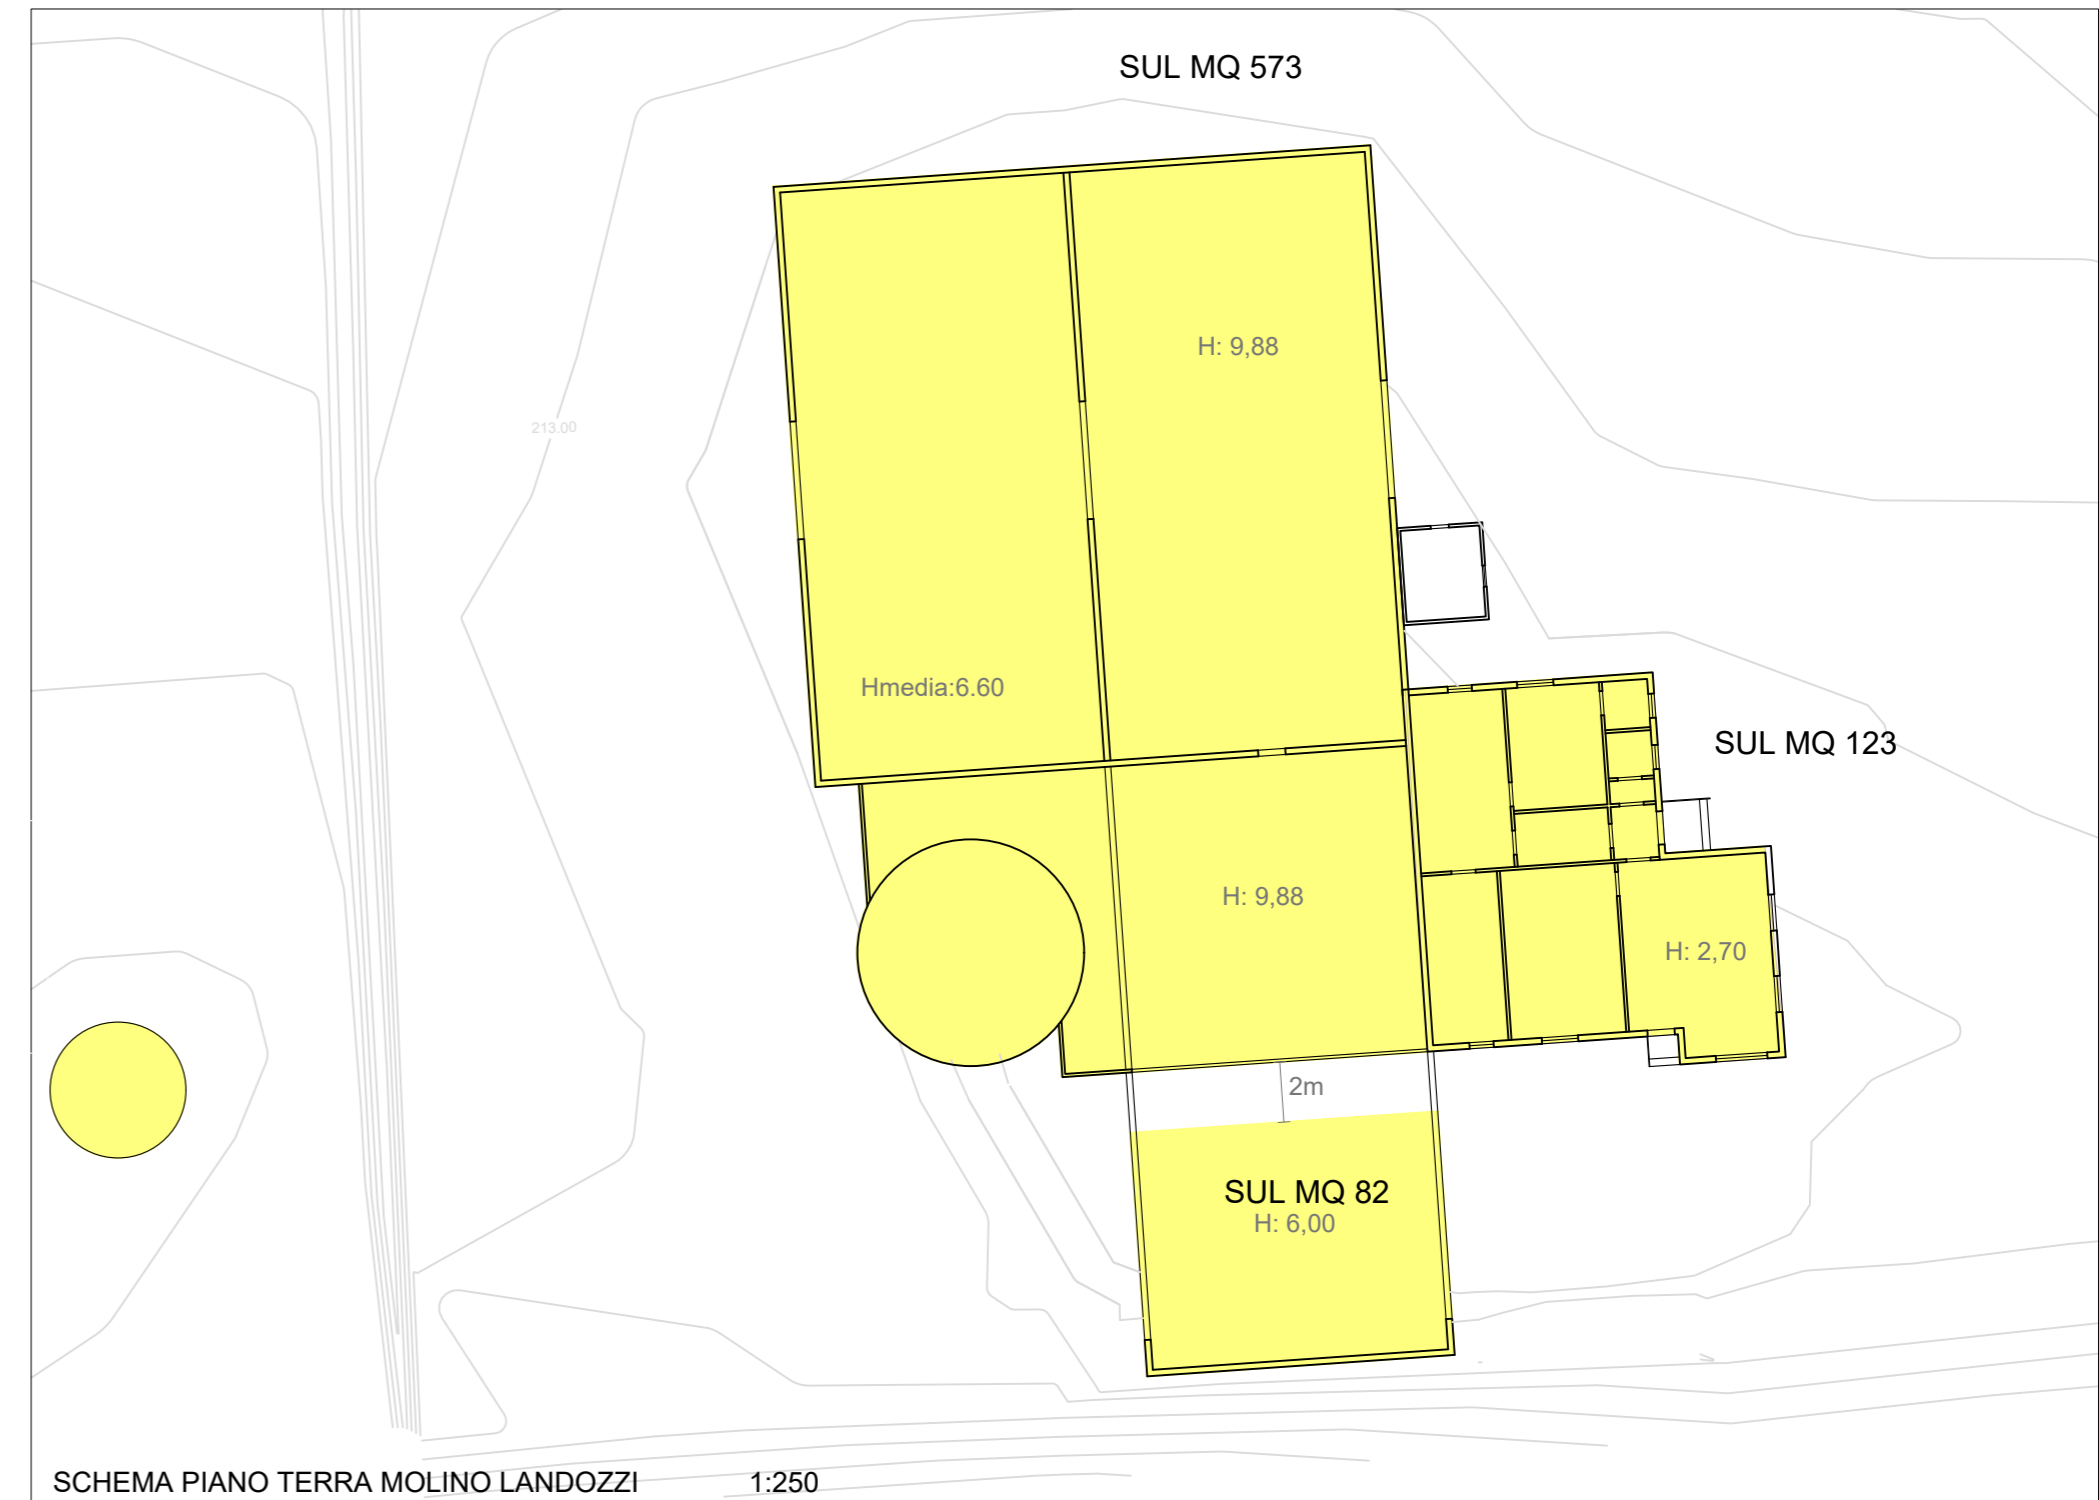 SUL MQ 573
H: 9,88
213.00
Hmedia:6.60
SUL MQ 123
H: 9,88
H: 2,70
2m
SUL MQ 82
H: 6,00
SCHEMA PIANO TERRA MOLINO LANDOZZI 1:250